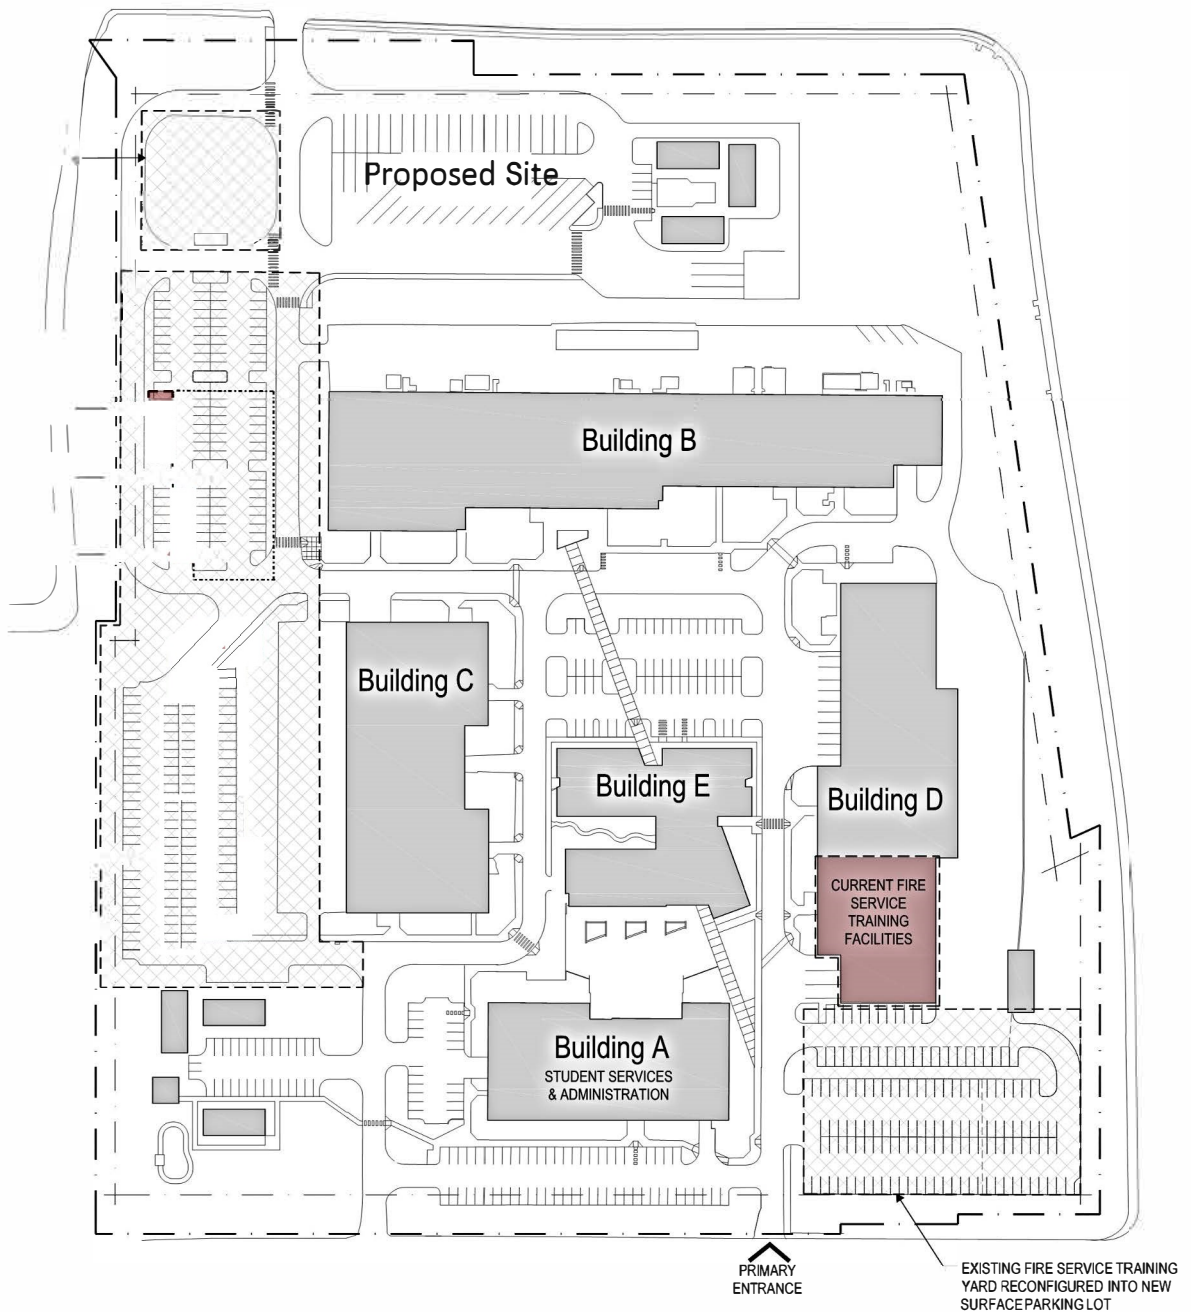 Proposed Site
Building B
Building C
Building E
Building D
CURRENT FIRE
SERVICE
TRAINING
FACILITIES
Building A
STUDENT SERVICES
& ADMINISTRATION
PRIMARY
ENTRANCE
EXISTING FIRE SERVICE TRAINING
YARD RECONFIGURED INTO NEW
SURFACE PARKING LOT